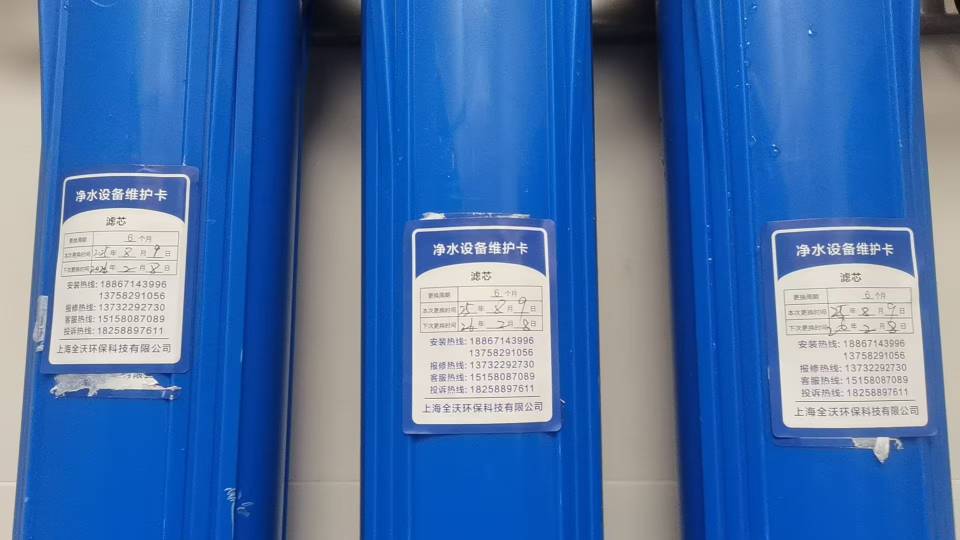 净水设备维护卡
滤芯
更换周期 6 个月
本次更换时间 2025 年 8 月 9 日
下次更换时间 2026 年 2 月 8 日
安装热线: 18867143996
13758291056
报修热线: 13732292730
客服热线: 15158087089
投诉热线: 18258897611
上海全沃环保科技有限公司
净水设备维护卡
滤芯
更换周期 6 个月
本次更换时间 25 年 8 月 9 日
下次更换时间 26 年 2 月 8 日
安装热线: 18867143996
13758291056
报修热线: 13732292730
客服热线: 15158087089
投诉热线: 18258897611
上海全沃环保科技有限公司
净水设备维护卡
滤芯
更换周期 6 个月
本次更换时间 25 年 8 月 9 日
下次更换时间 26 年 2 月 8 日
安装热线: 18867143996
13758291056
报修热线: 13732292730
客服热线: 15158087089
投诉热线: 18258897611
上海全沃环保科技有限公司